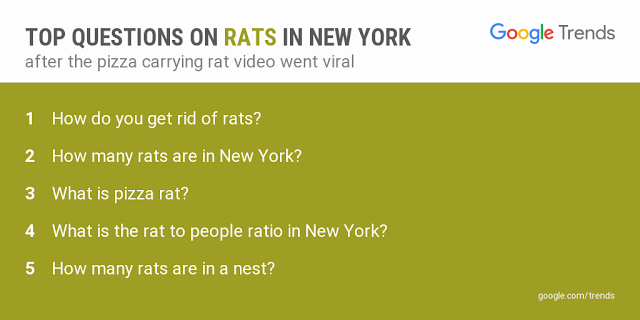 TOP QUESTIONS ON RATS IN NEW YORK
Google Trends
after the pizza carrying rat video went viral
1 How do you get rid of rats?
2 How many rats are in New York?
3 What is pizza rat?
4 What is the rat to people ratio in New York?
5 How many rats are in a nest?
google.com/trends